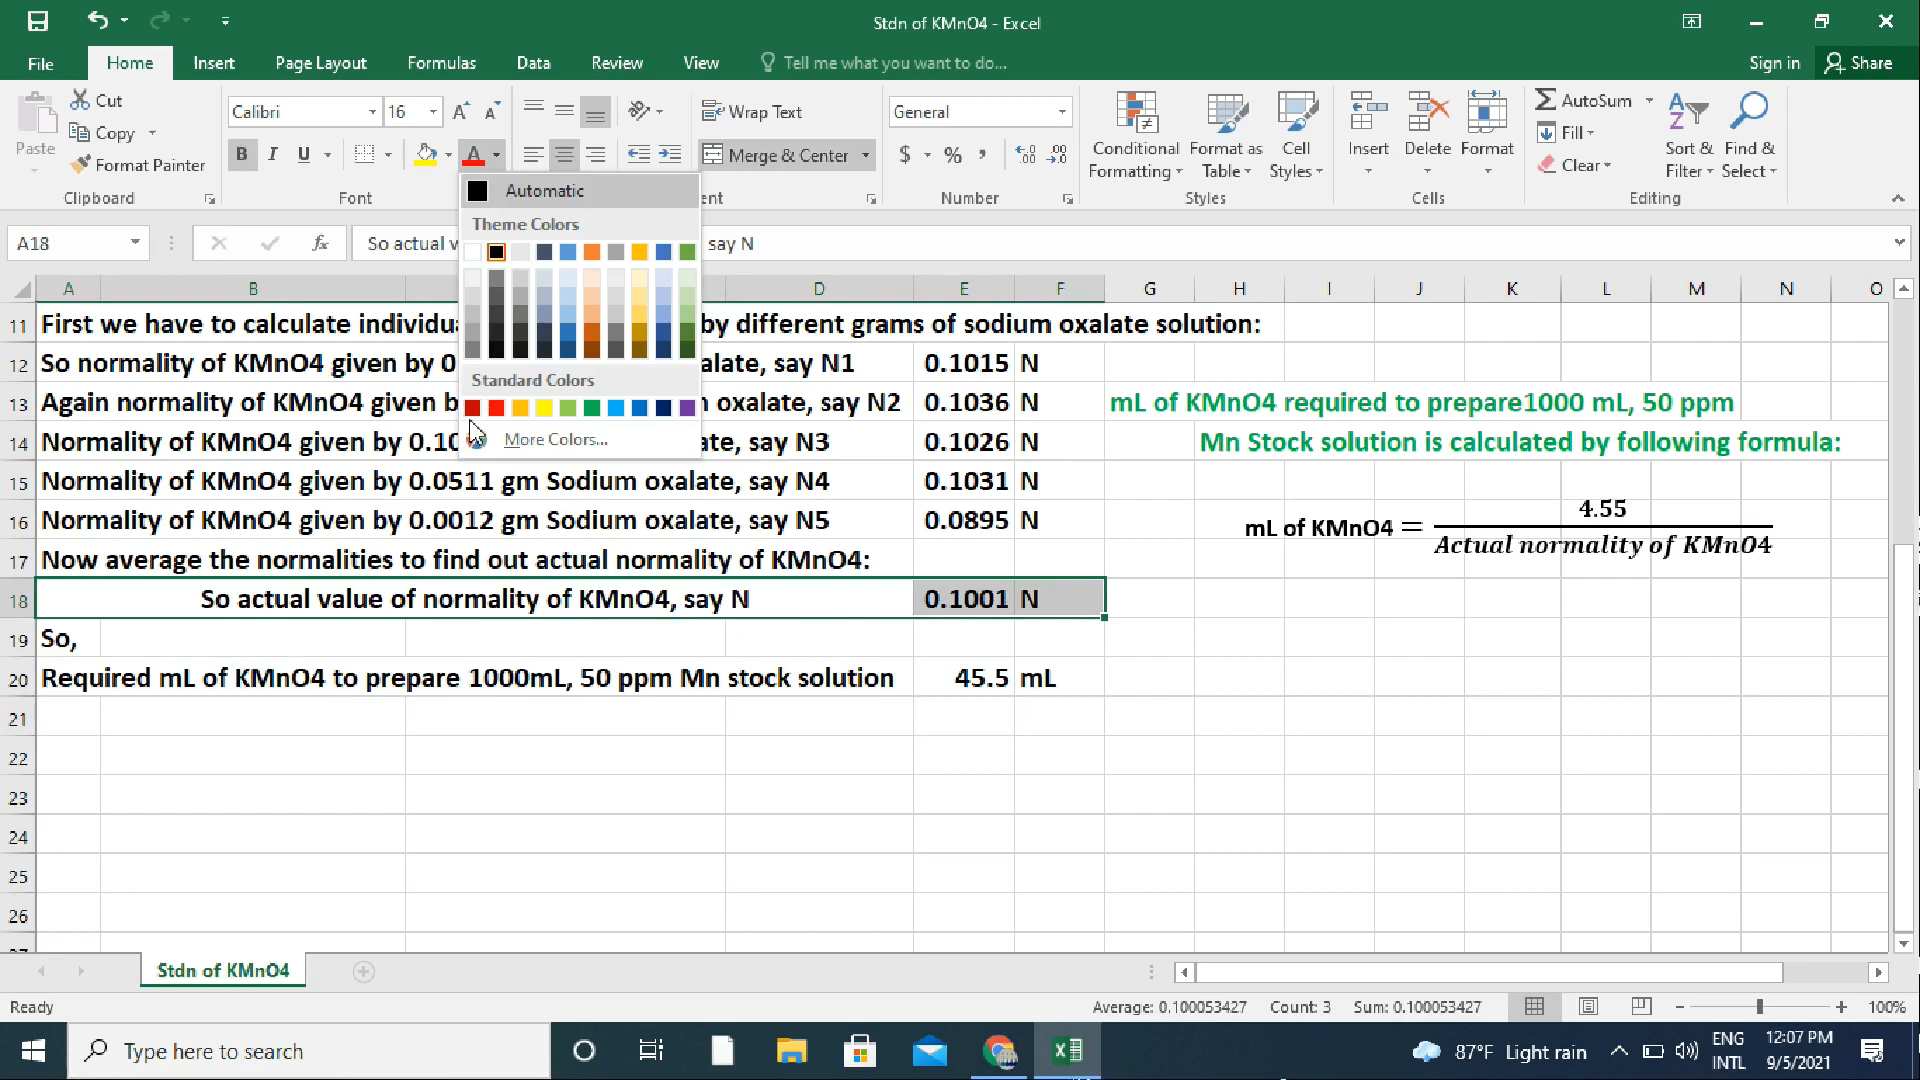 Stdn of KMnO4 - Excel
File Home Insert Page Layout Formulas Data Review View Tell me what you want to do... Sign in Share
Paste Cut Copy Format Painter
Calibri 16
B I U A
Wrap Text
Merge & Center
General
$ % ,
Conditional Formatting Format as Table Cell Styles
Insert Delete Format
AutoSum Fill Clear
Sort & Filter Find & Select
Clipboard Font ent Number Styles Cells Editing
Automatic
Theme Colors
Standard Colors
More Colors...
A18 fx So actual v say N
A B D E F G H I J K L M N O
11 First we have to calculate individu by different grams of sodium oxalate solution:
12 So normality of KMnO4 given by 0 alate, say N1 0.1015 N
13 Again normality of KMnO4 given b oxalate, say N2 0.1036 N mL of KMnO4 required to prepare1000 mL, 50 ppm
14 Normality of KMnO4 given by 0.10 ate, say N3 0.1026 N Mn Stock solution is calculated by following formula:
15 Normality of KMnO4 given by 0.0511 gm Sodium oxalate, say N4 0.1031 N
16 Normality of KMnO4 given by 0.0012 gm Sodium oxalate, say N5 0.0895 N
4.55
mL of KMnO4 =
Actual normality of KMnO4
17 Now average the normalities to find out actual normality of KMnO4:
18 So actual value of normality of KMnO4, say N 0.1001 N
19 So,
20 Required mL of KMnO4 to prepare 1000mL, 50 ppm Mn stock solution 45.5 mL
21
22
23
24
25
26
Stdn of KMnO4
Ready Average: 0.100053427 Count: 3 Sum: 0.100053427 100%
Type here to search 87°F Light rain ENG INTL 12:07 PM 9/5/2021